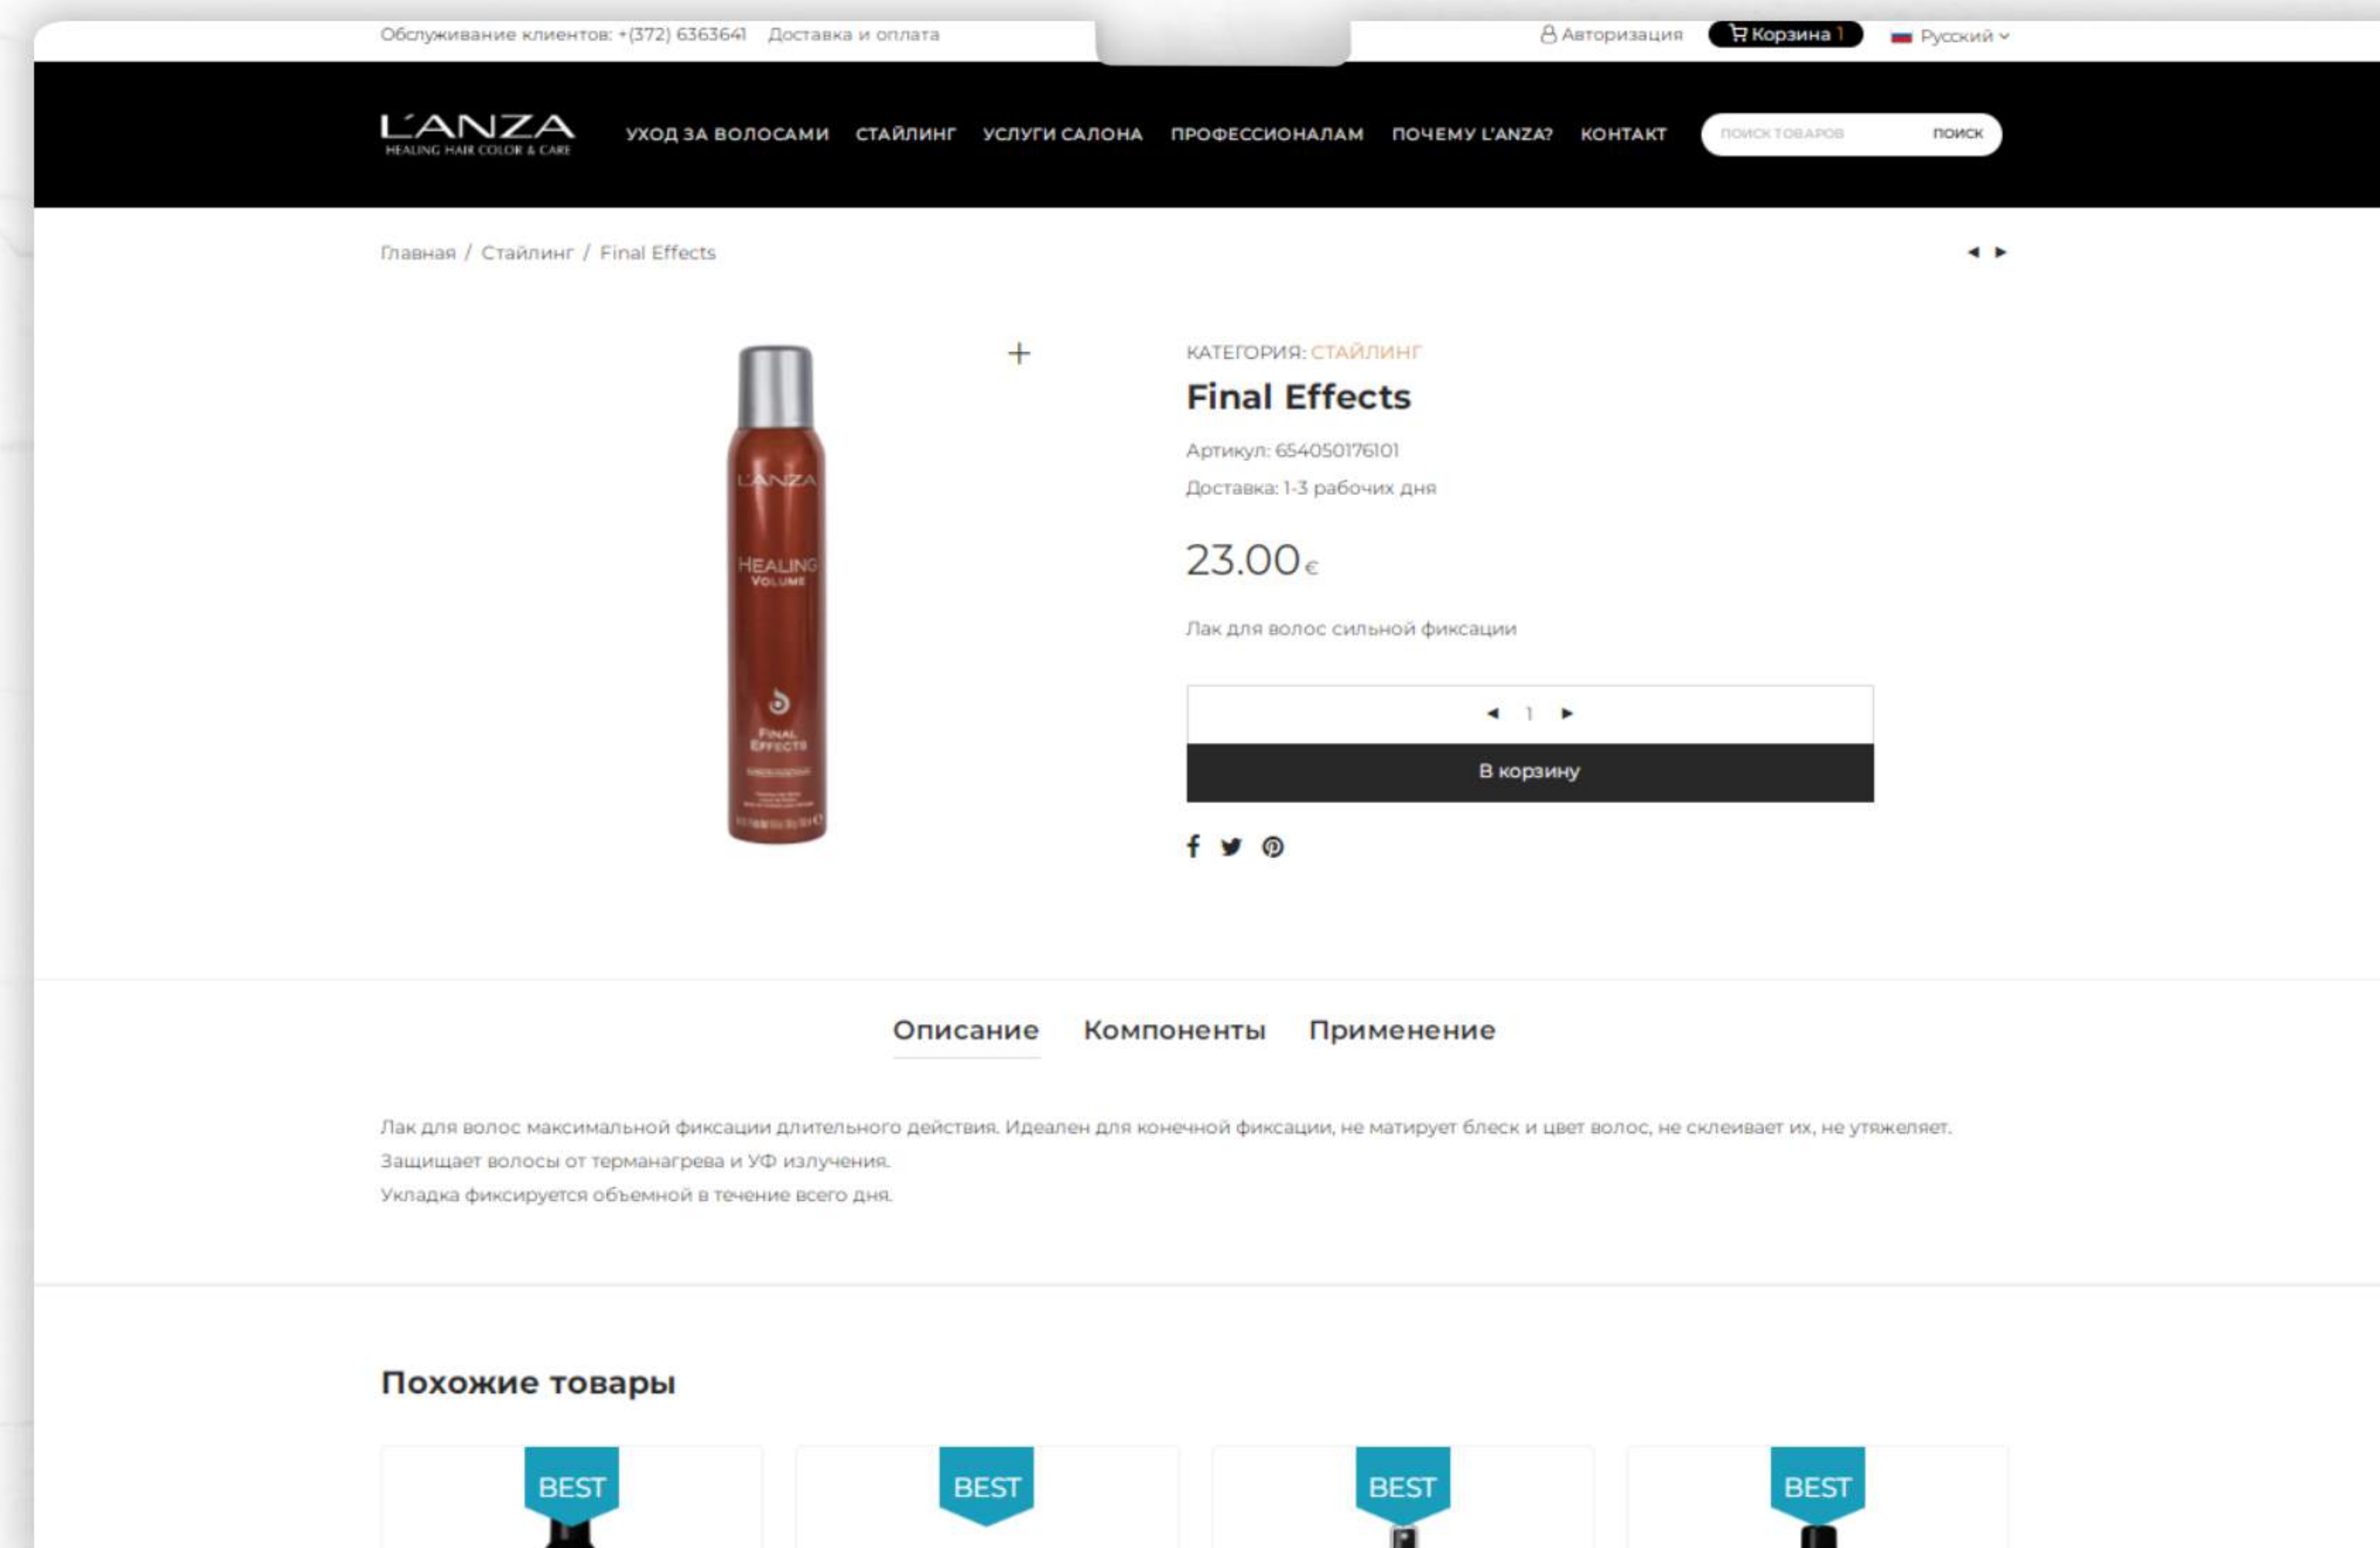 Обслуживание клиентов: +(372) 6363641 Доставка и оплата
Авторизация Корзина 1 Русский
L'ANZA
HEALING HAIR COLOR & CARE
УХОД ЗА ВОЛОСАМИ СТАЙЛИНГ УСЛУГИ САЛОНА ПРОФЕССИОНАЛАМ ПОЧЕМУ L'ANZA? КОНТАКТ ПОИСК ТОВАРОВ ПОИСК
Главная / Стайлинг / Final Effects
L'ANZA
HEALING
VOLUME
FINAL
EFFECTS
КАТЕГОРИЯ: СТАЙЛИНГ
Final Effects
Артикул: 654050176101
Доставка: 1-3 рабочих дня
23.00 €
Лак для волос сильной фиксации
1
В корзину
Описание Компоненты Применение
Лак для волос максимальной фиксации длительного действия. Идеален для конечной фиксации, не матирует блеск и цвет волос, не склеивает их, не утяжеляет.
Защищает волосы от терманагрева и УФ излучения.
Укладка фиксируется объемной в течение всего дня.
Похожие товары
BEST BEST BEST BEST